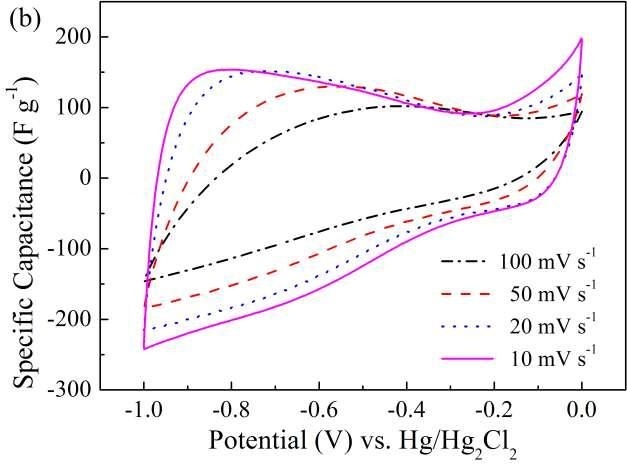 (b)
Specific Capacitance (F g⁻¹)
200
100
0
-100
-200
-300
100 mV s⁻¹
50 mV s⁻¹
20 mV s⁻¹
10 mV s⁻¹
-1.0 -0.8 -0.6 -0.4 -0.2 0.0
Potential (V) vs. Hg/Hg₂Cl₂